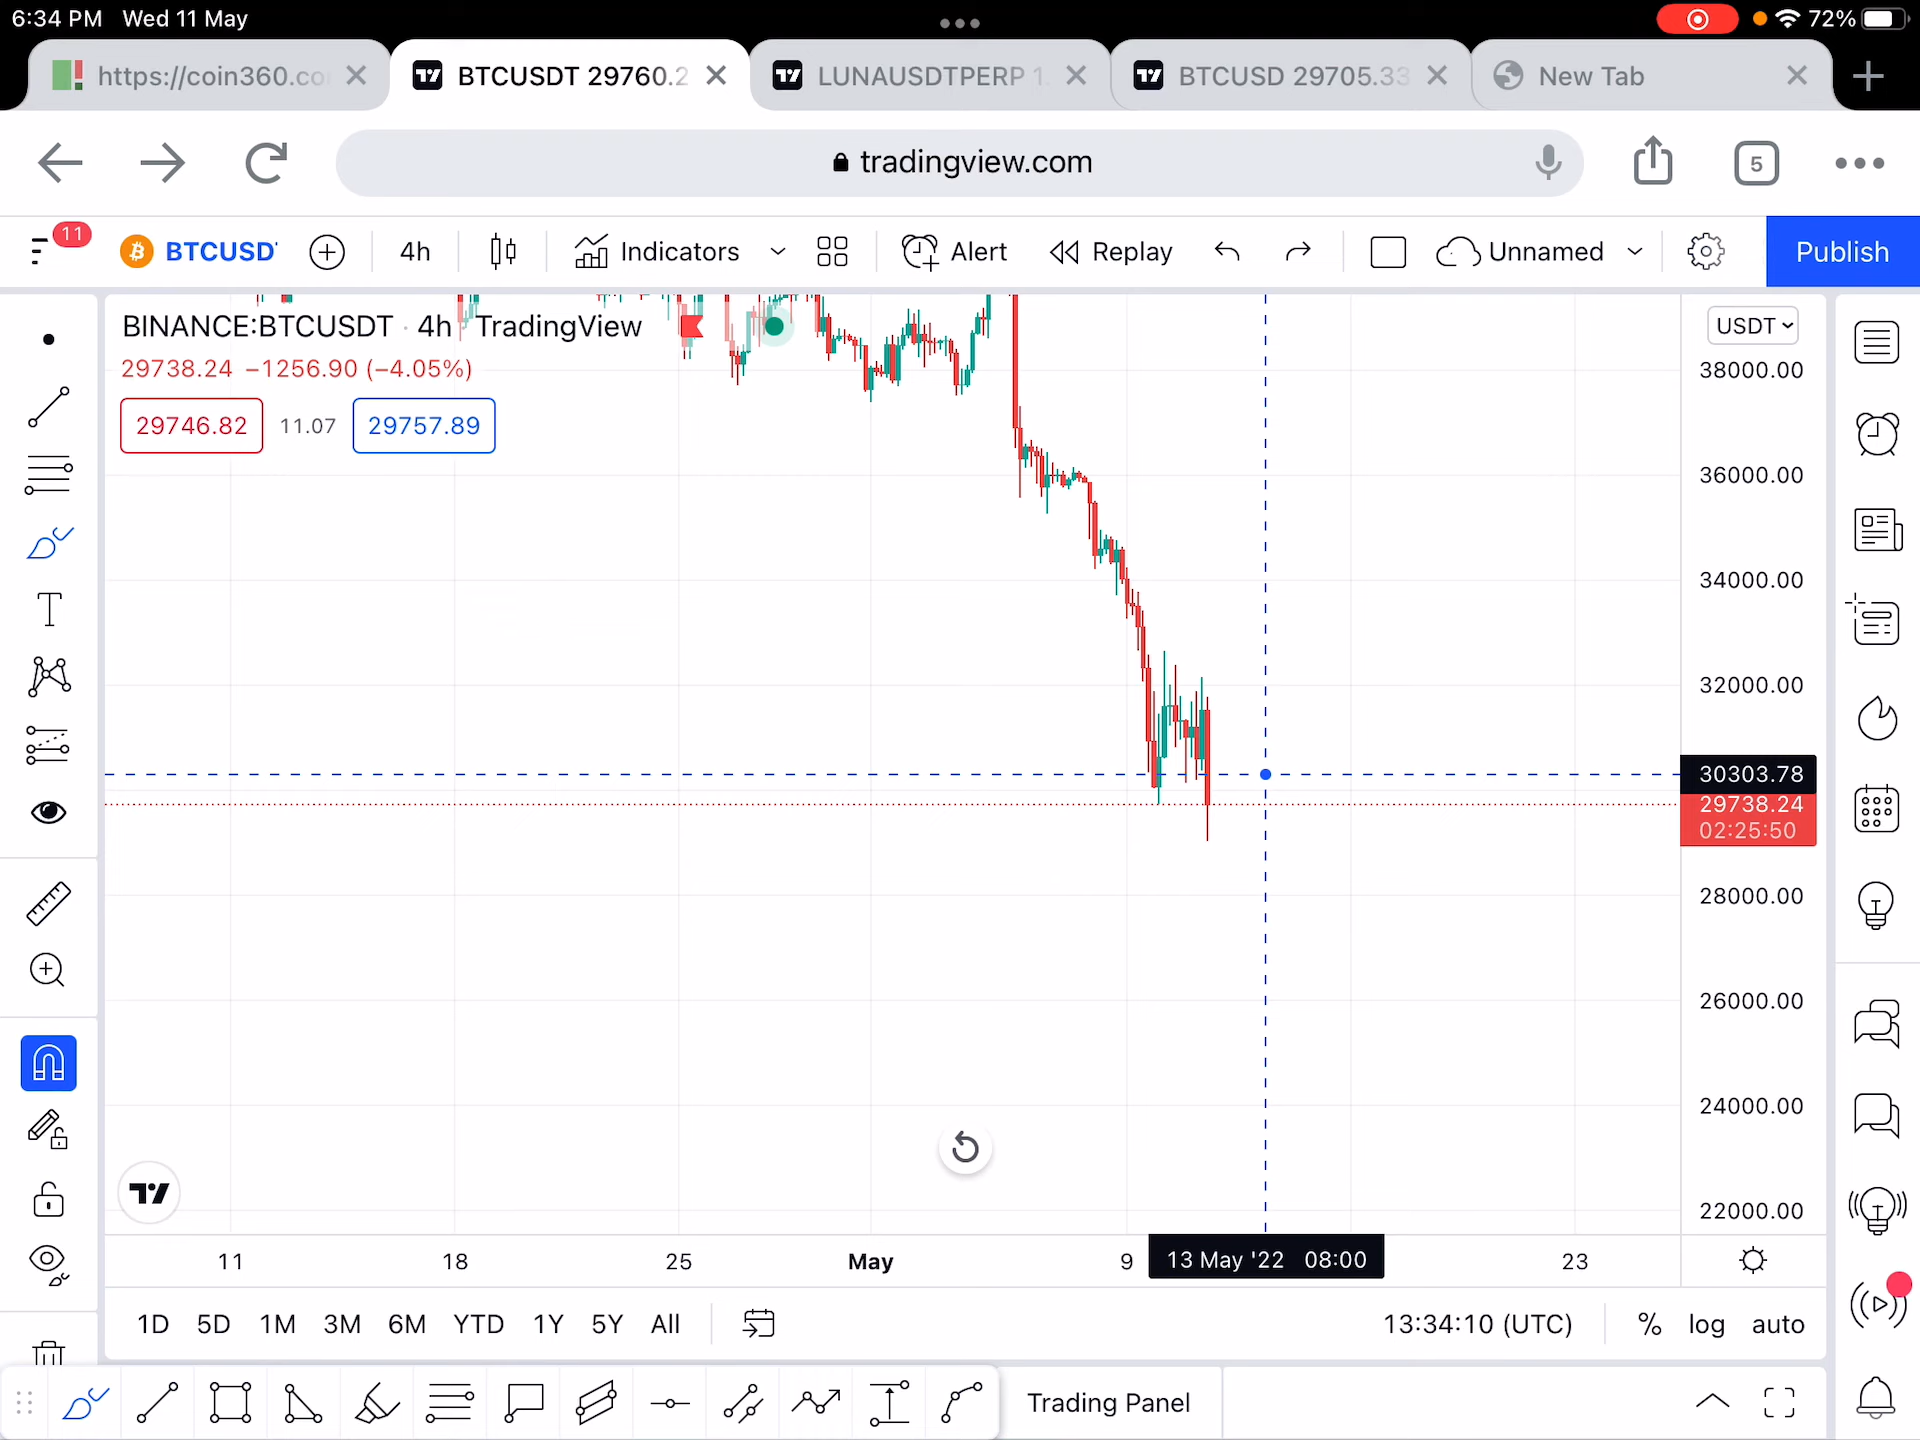 6:34 PM Wed 11 May
72%
https://coin360.co
BTCUSDT 29760.2
LUNAUSDTPERP 1.
BTCUSD 29705.33
New Tab
tradingview.com
5
11
BTCUSD
4h
Indicators
Alert
Replay
Unnamed
Publish
BINANCE:BTCUSDT · 4h · TradingView
29738.24 −1256.90 (−4.05%)
29746.82 11.07 29757.89
USDT
38000.00
36000.00
34000.00
32000.00
30303.78
29738.24
02:25:50
28000.00
26000.00
24000.00
22000.00
11 18 25 May 9 13 May '22 08:00 23
1D 5D 1M 3M 6M YTD 1Y 5Y All
13:34:10 (UTC) % log auto
Trading Panel